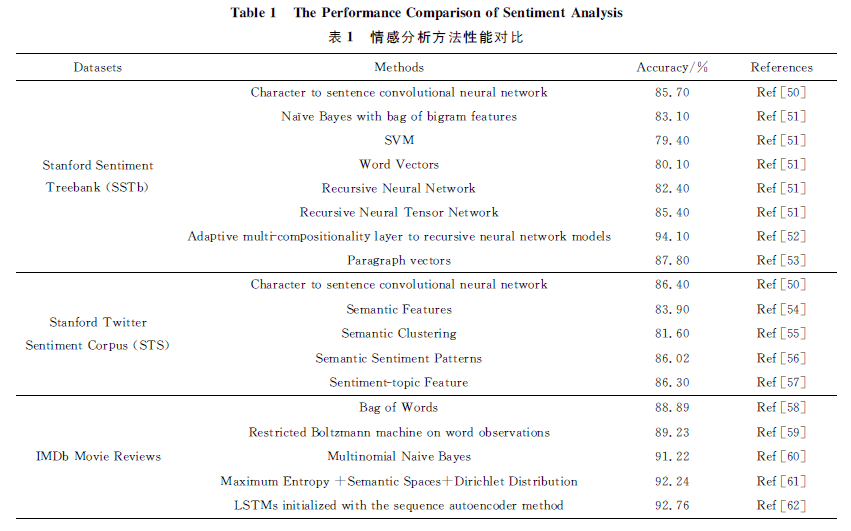 Table 1 The Performance Comparison of Sentiment Analysis
表 1 情感分析方法性能对比
Datasets Methods Accuracy/% References
Character to sentence convolutional neural network 85.70 Ref[50]
Naïve Bayes with bag of bigram features 83.10 Ref[51]
SVM 79.40 Ref[51]
Stanford Sentiment Word Vectors 80.10 Ref[51]
Treebank (SSTb) Recursive Neural Network 82.40 Ref[51]
Recursive Neural Tensor Network 85.40 Ref[51]
Adaptive multi-compositionality layer to recursive neural network models 94.10 Ref[52]
Paragraph vectors 87.80 Ref[53]
Character to sentence convolutional neural network 86.40 Ref[50]
Semantic Features 83.90 Ref[54]
Stanford Twitter
Semantic Clustering 81.60 Ref[55]
Sentiment Corpus (STS)
Semantic Sentiment Patterns 86.02 Ref[56]
Sentiment-topic Feature 86.30 Ref[57]
Bag of Words 88.89 Ref[58]
Restricted Boltzmann machine on word observations 89.23 Ref[59]
IMDb Movie Reviews Multinomial Naive Bayes 91.22 Ref[60]
Maximum Entropy +Semantic Spaces+Dirichlet Distribution 92.24 Ref[61]
LSTMs initialized with the sequence autoencoder method 92.76 Ref[62]